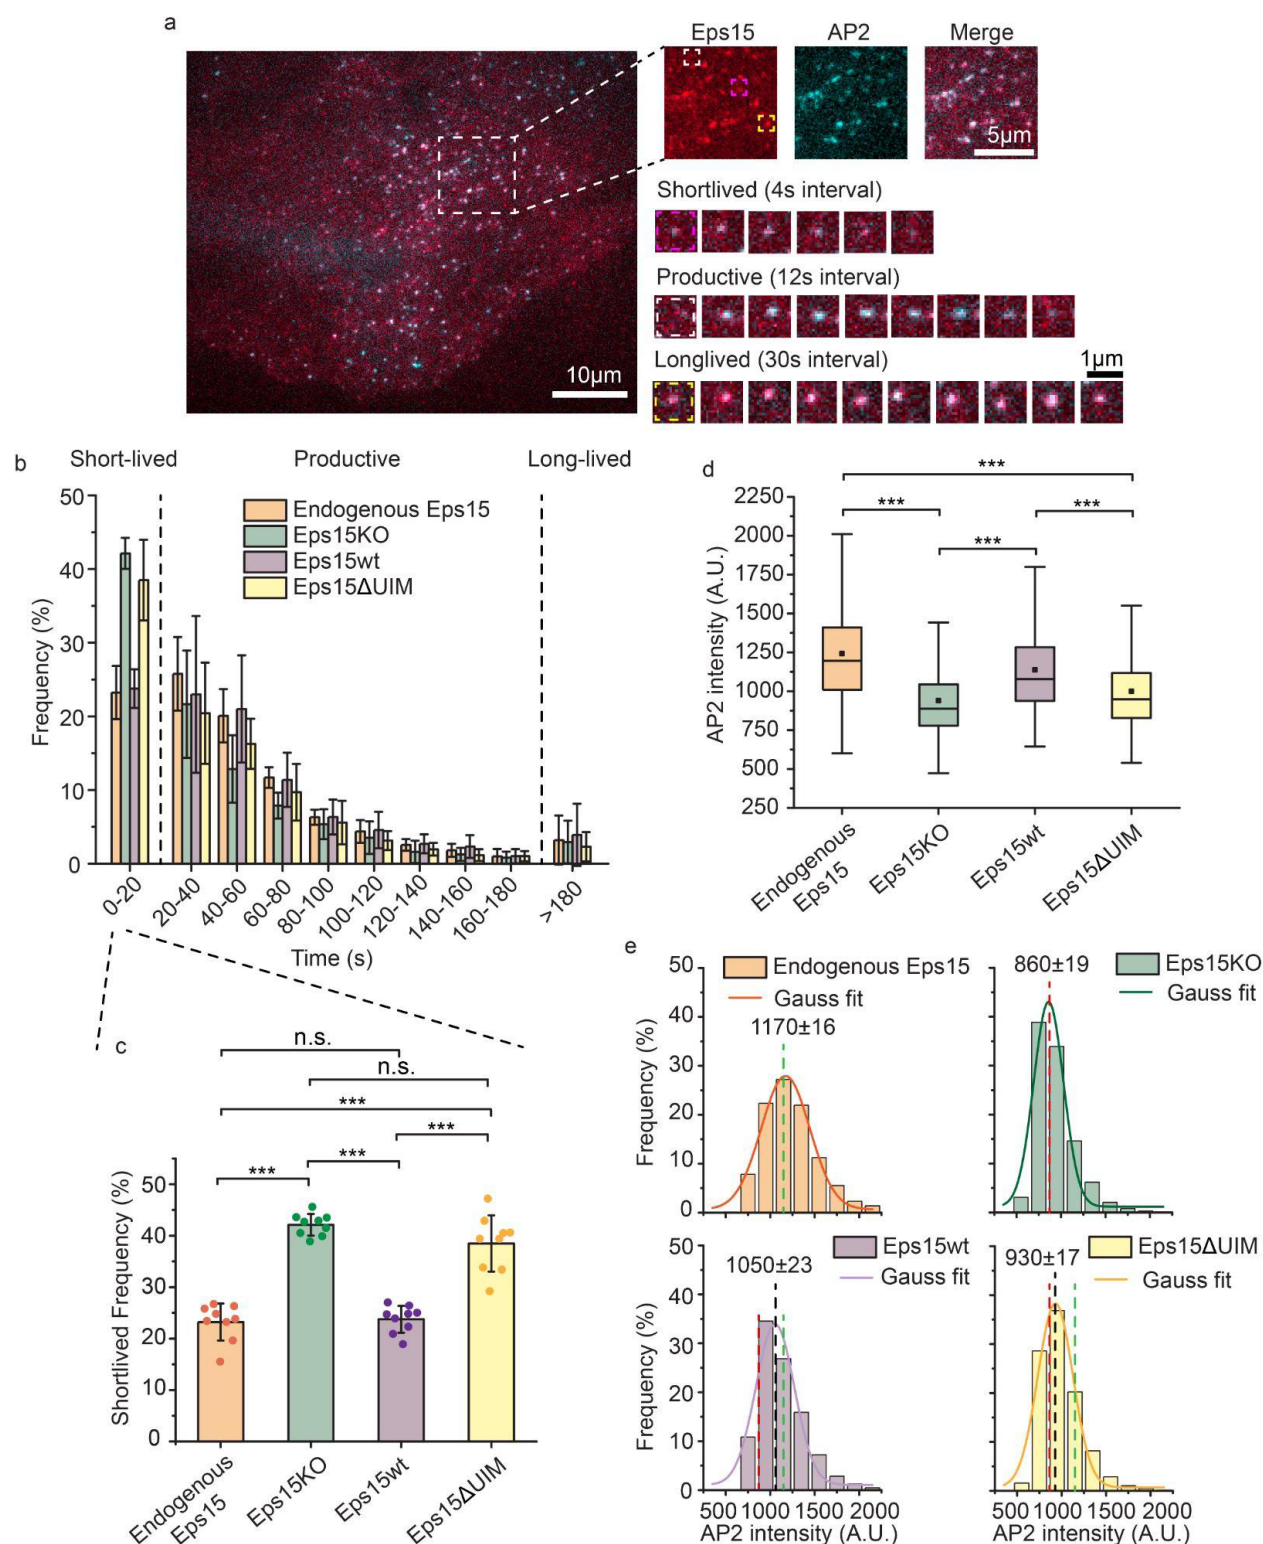 a
Eps15 AP2 Merge
5µm
10µm
Shortlived (4s interval)
Productive (12s interval)
Longlived (30s interval)
1µm
b
Short-lived Productive Long-lived
Endogenous Eps15
Eps15KO
Eps15wt
Eps15ΔUIM
Frequency (%)
50
40
30
20
10
0
0-20 20-40 40-60 60-80 80-100 100-120 120-140 140-160 160-180 >180
Time (s)
c
n.s.
n.s.
***
***
***
***
Shortlived Frequency (%)
50
40
30
20
10
0
Endogenous
Eps15
Eps15KO
Eps15wt
Eps15ΔUIM
d
***
***
***
***
AP2 intensity (A.U.)
2250
2000
1750
1500
1250
1000
750
500
250
Endogenous
Eps15
Eps15KO
Eps15wt
Eps15ΔUIM
e
Endogenous Eps15
Gauss fit
1170±16
Frequency (%)
50
40
30
20
10
0
860±19
Eps15KO
Gauss fit
Eps15wt
Gauss fit
1050±23
Frequency (%)
50
40
30
20
10
0
500 1000 1500 2000
AP2 intensity (A.U.)
930±17
Eps15ΔUIM
Gauss fit
500 1000 1500 2000
AP2 intensity (A.U.)